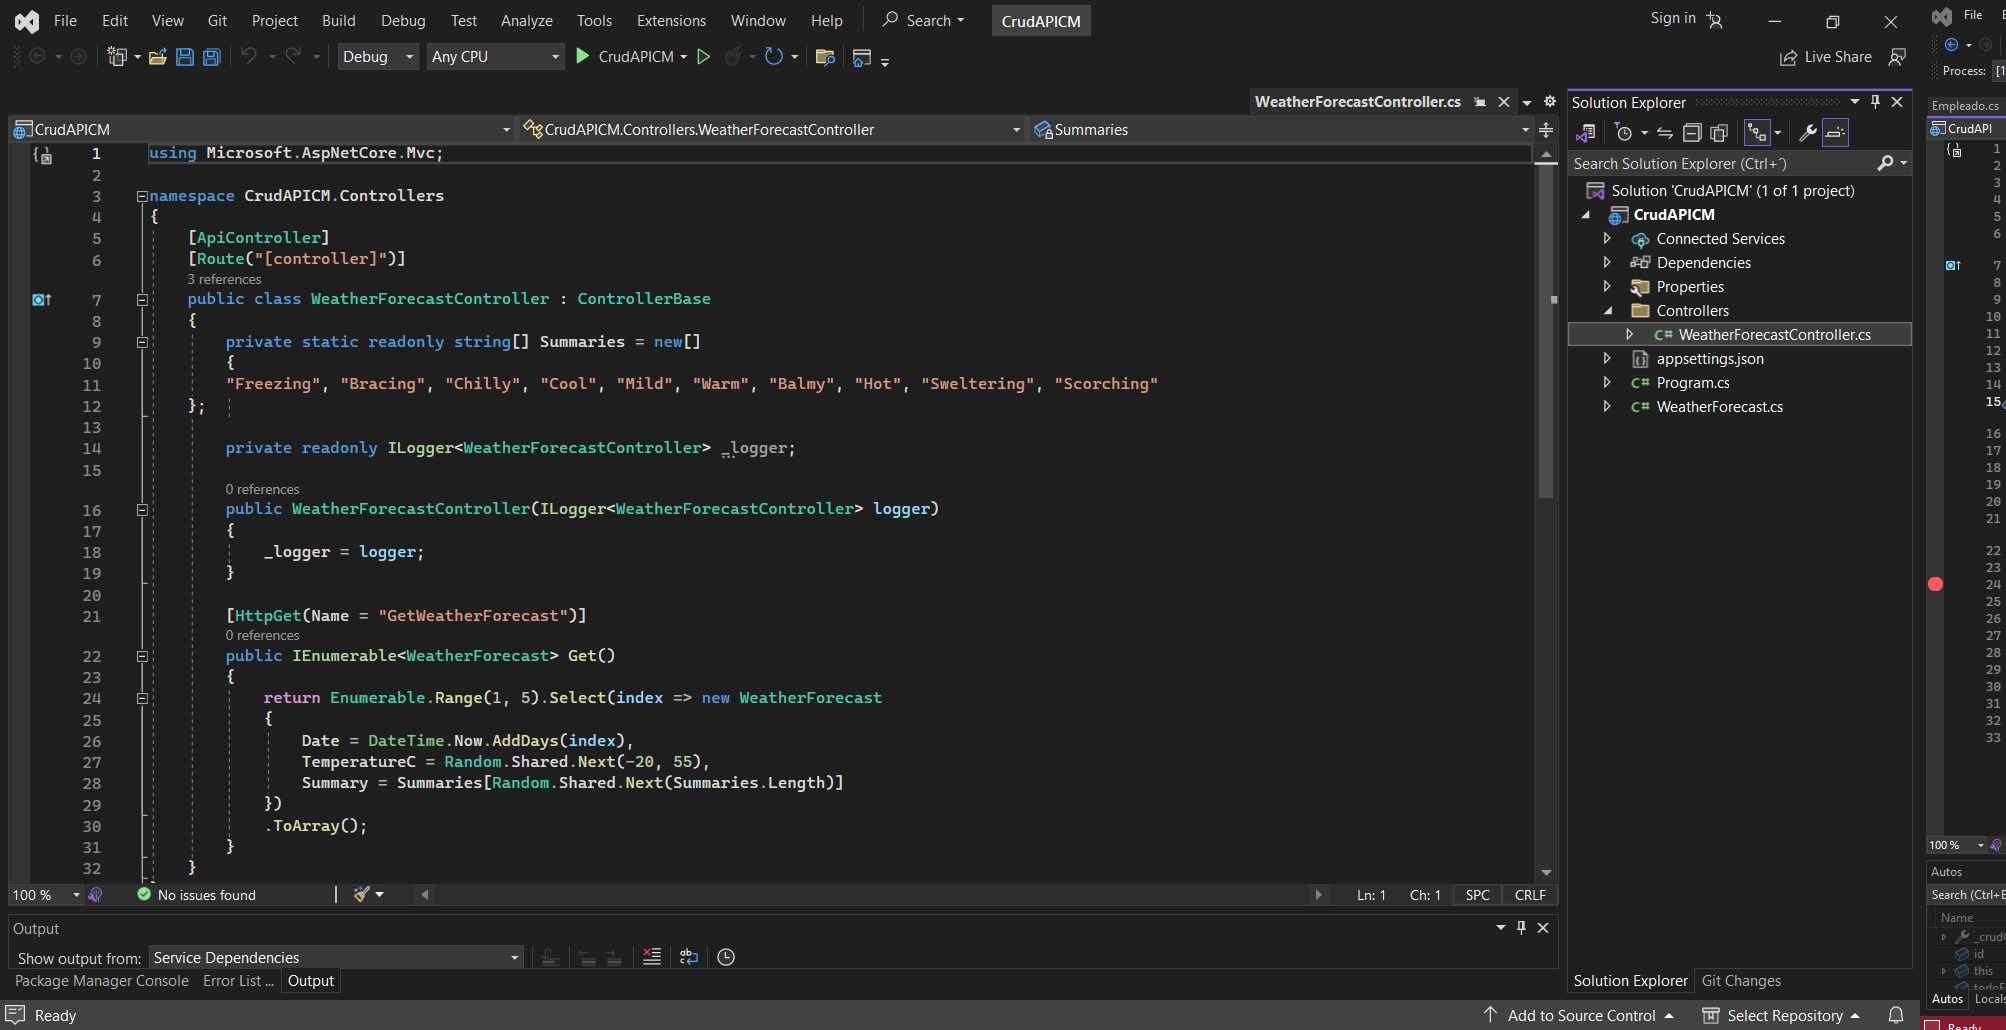 File Edit View Git Project Build Debug Test Analyze Tools Extensions Window Help Search CrudAPICM Sign in
Debug Any CPU CrudAPICM Live Share
WeatherForecastController.cs
CrudAPICM CrudAPICM.Controllers.WeatherForecastController Summaries
1 using Microsoft.AspNetCore.Mvc;
2
3 namespace CrudAPICM.Controllers
4 {
5 [ApiController]
6 [Route("[controller]")]
3 references
7 public class WeatherForecastController : ControllerBase
8 {
9 private static readonly string[] Summaries = new[]
10 {
11 "Freezing", "Bracing", "Chilly", "Cool", "Mild", "Warm", "Balmy", "Hot", "Sweltering", "Scorching"
12 };
13
14 private readonly ILogger<WeatherForecastController> _logger;
15
0 references
16 public WeatherForecastController(ILogger<WeatherForecastController> logger)
17 {
18 _logger = logger;
19 }
20
21 [HttpGet(Name = "GetWeatherForecast")]
0 references
22 public IEnumerable<WeatherForecast> Get()
23 {
24 return Enumerable.Range(1, 5).Select(index => new WeatherForecast
25 {
26 Date = DateTime.Now.AddDays(index),
27 TemperatureC = Random.Shared.Next(-20, 55),
28 Summary = Summaries[Random.Shared.Next(Summaries.Length)]
29 })
30 .ToArray();
31 }
32 }
100 % No issues found Ln: 1 Ch: 1 SPC CRLF
Output
Show output from: Service Dependencies
Package Manager Console Error List ... Output
Ready Add to Source Control Select Repository
Solution Explorer
Search Solution Explorer (Ctrl+´)
Solution 'CrudAPICM' (1 of 1 project)
CrudAPICM
Connected Services
Dependencies
Properties
Controllers
C# WeatherForecastController.cs
appsettings.json
C# Program.cs
C# WeatherForecast.cs
Solution Explorer Git Changes
File
Process: [1
Empleado.cs
CrudAPI
1
2
3
4
5
6
7
8
9
10
11
12
13
14
15
16
17
18
19
20
21
22
23
24
25
26
27
28
29
30
31
32
33
100 %
Autos
Search (Ctrl+E
Name
_crud
id
this
Autos Locals
Ready